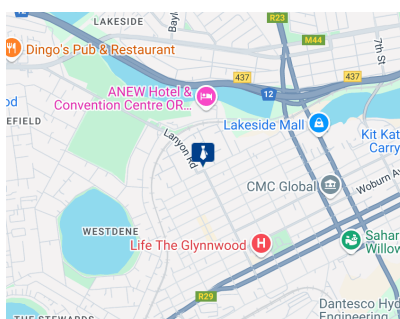 LAKESIDE
R23
M44
7th St
Dingo's Pub & Restaurant
12
437
437
ANEW Hotel &
Convention Centre OR...
12
Lakeside Mall
Kit Kat
Carry
EFIELD
Lanyon Rd
CMC Global
Woburn Av
WESTDENE
Life The Glynnwood
H
Sahar
Willow
R29
Dantesco Hyd
Engineering
THE STEWARDS
12